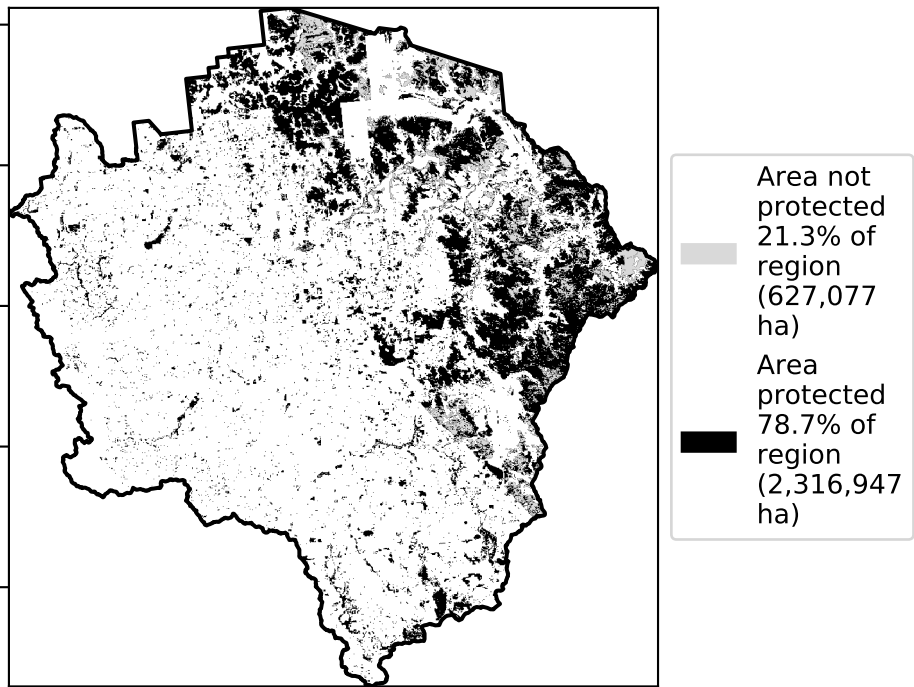 Area not
protected
21.3% of
region
(627,077
ha)
Area
protected
78.7% of
region
(2,316,947
ha)